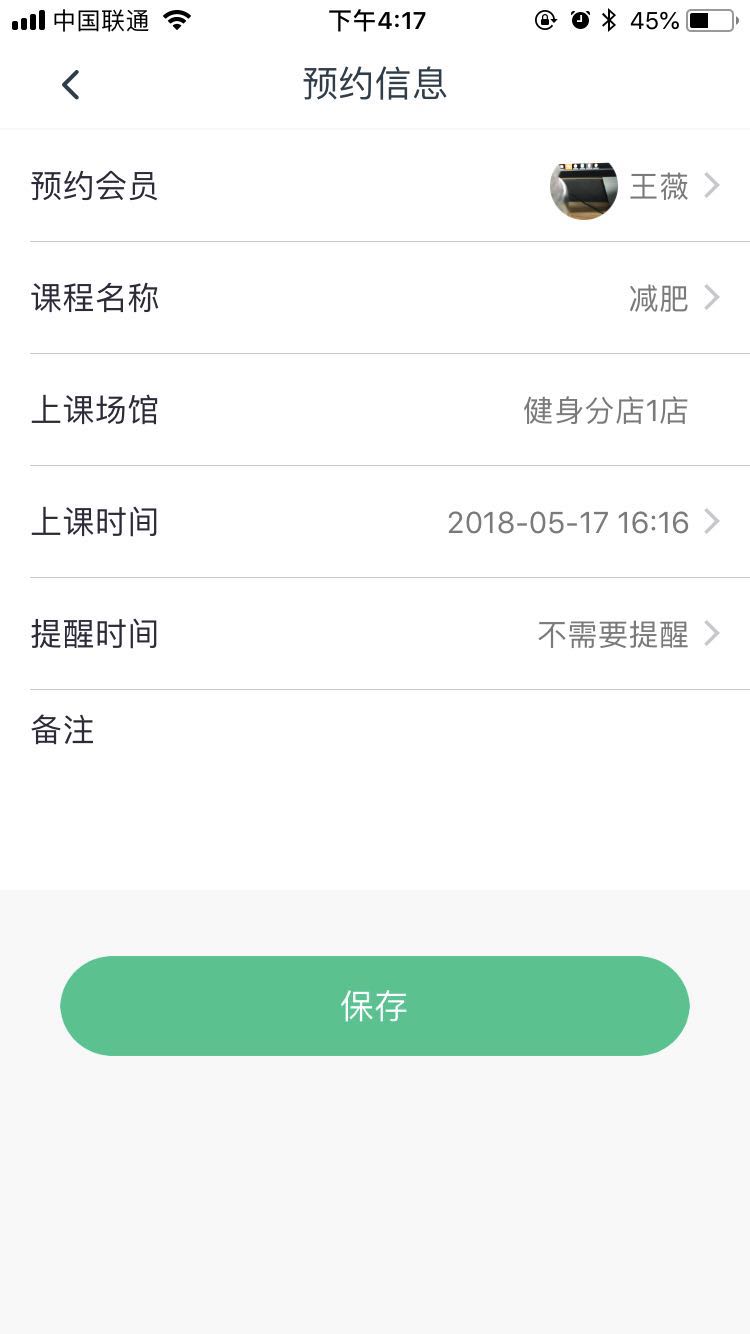 中国联通 下午4:17 45%
预约信息
预约会员 王薇
课程名称 减肥
上课场馆 健身分店1店
上课时间 2018-05-17 16:16
提醒时间 不需要提醒
备注
保存